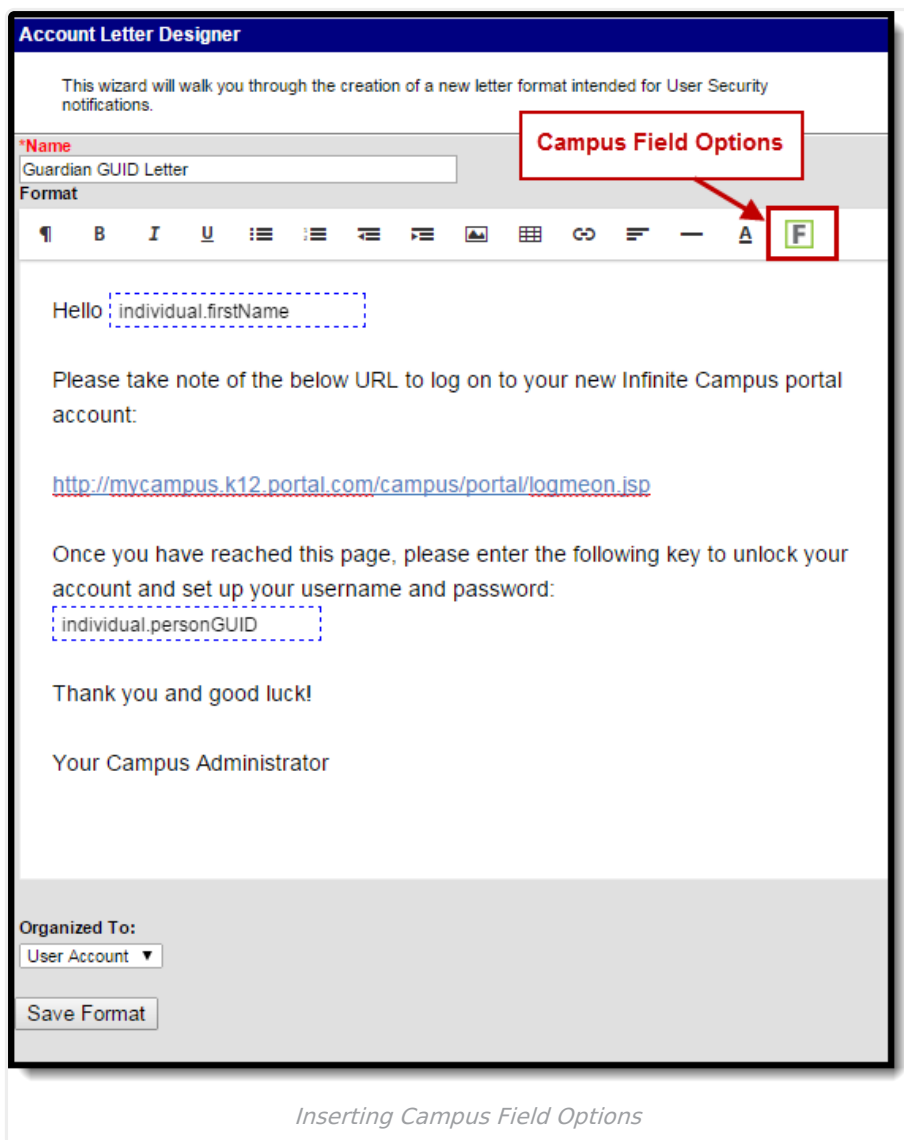 Account Letter Designer
This wizard will walk you through the creation of a new letter format intended for User Security
notifications.
*Name
Campus Field Options
Guardian GUID Letter
Format
¶ B I U A F
Hello individual.firstName
Please take note of the below URL to log on to your new Infinite Campus portal
account:
http://mycampus.k12.portal.com/campus/portal/logmeon.jsp
Once you have reached this page, please enter the following key to unlock your
account and set up your username and password:
individual.personGUID
Thank you and good luck!
Your Campus Administrator
Organized To:
User Account ▼
Save Format
Inserting Campus Field Options